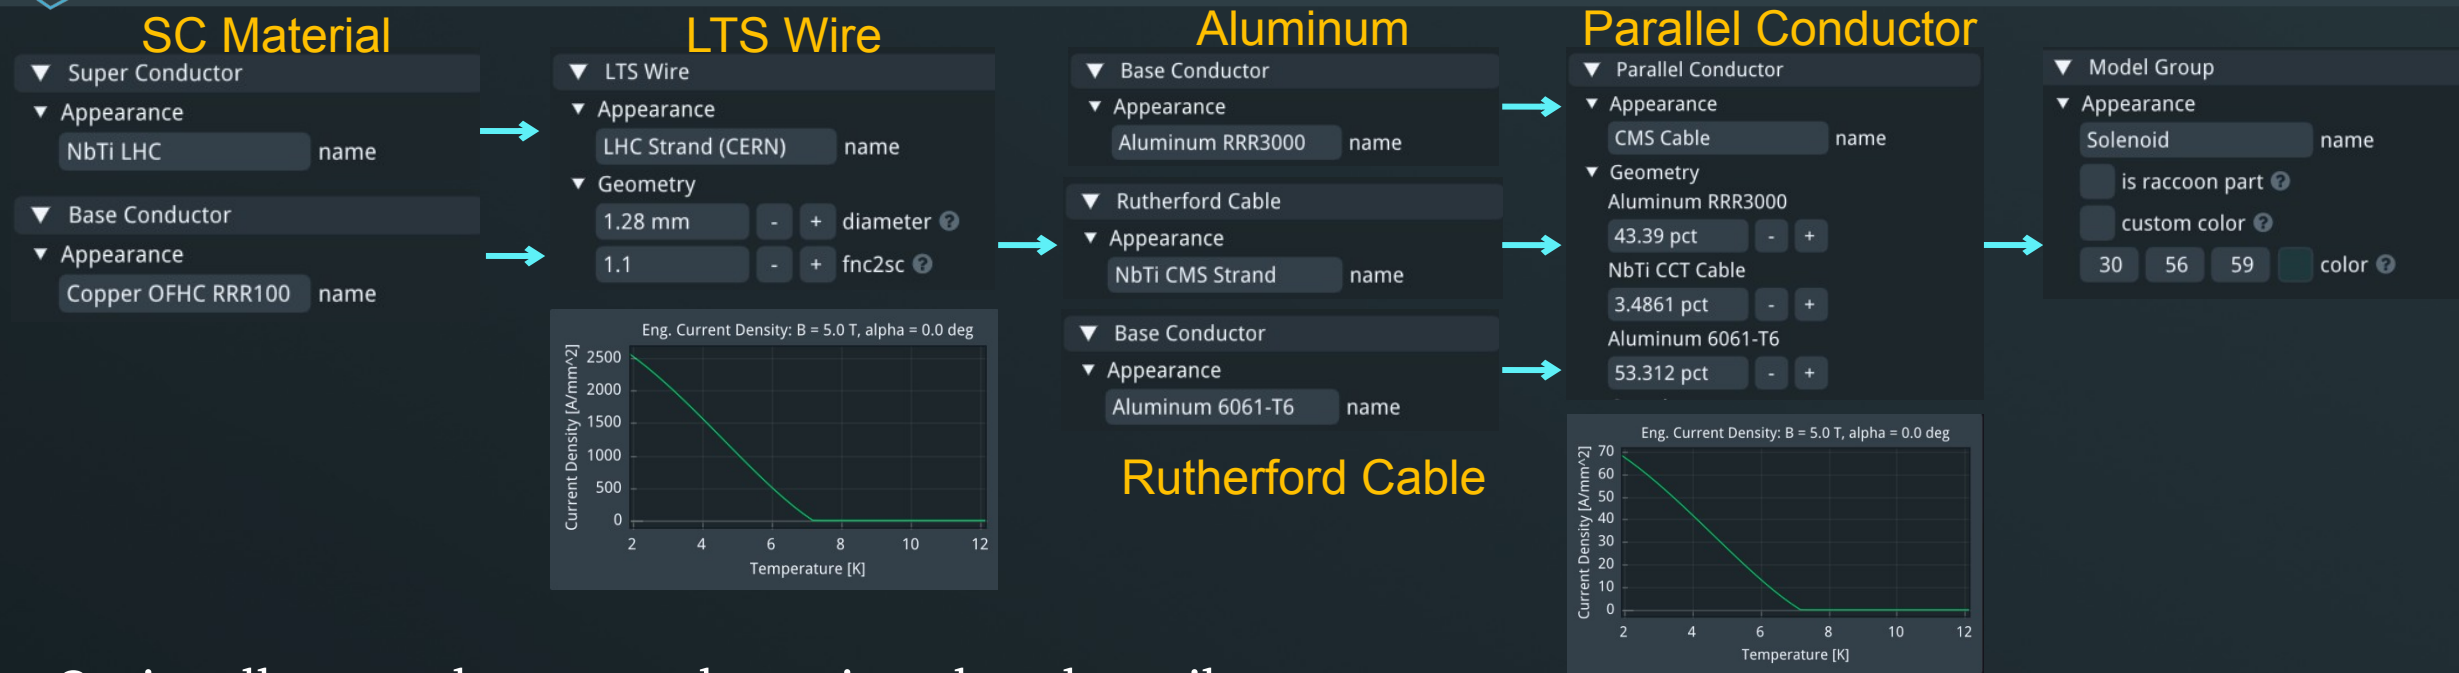 SC Material
Super Conductor
Appearance
NbTi LHC name
Base Conductor
Appearance
Copper OFHC RRR100 name
LTS Wire
LTS Wire
Appearance
LHC Strand (CERN) name
Geometry
1.28 mm - + diameter ?
1.1 - + fnc2sc ?
Eng. Current Density: B = 5.0 T, alpha = 0.0 deg
Current Density [A/mm^2]
2500
2000
1500
1000
500
0
2 4 6 8 10 12
Temperature [K]
Aluminum
Base Conductor
Appearance
Aluminum RRR3000 name
Rutherford Cable
Appearance
NbTi CMS Strand name
Base Conductor
Appearance
Aluminum 6061-T6 name
Rutherford Cable
Parallel Conductor
Parallel Conductor
Appearance
CMS Cable name
Geometry
Aluminum RRR3000
43.39 pct - +
NbTi CCT Cable
3.4861 pct - +
Aluminum 6061-T6
53.312 pct - +
Eng. Current Density: B = 5.0 T, alpha = 0.0 deg
Current Density [A/mm^2]
70
60
50
40
30
20
10
0
2 4 6 8 10 12
Temperature [K]
Model Group
Appearance
Solenoid name
is raccoon part ?
custom color ?
30 56 59 color ?